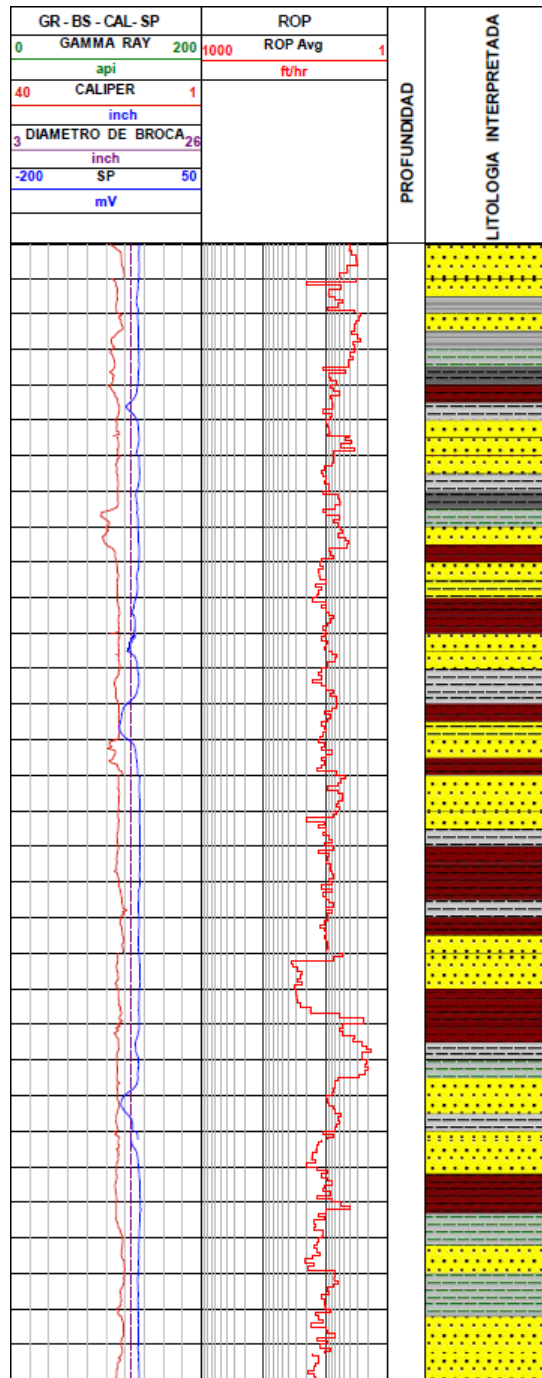 GR - BS - CAL- SP
0 GAMMA RAY 200
api
40 CALIPER 1
inch
3 DIAMETRO DE BROCA 26
inch
-200 SP 50
mV
ROP
1000 ROP Avg 1
ft/hr
PROFUNDIDAD
LITOLOGIA INTERPRETADA